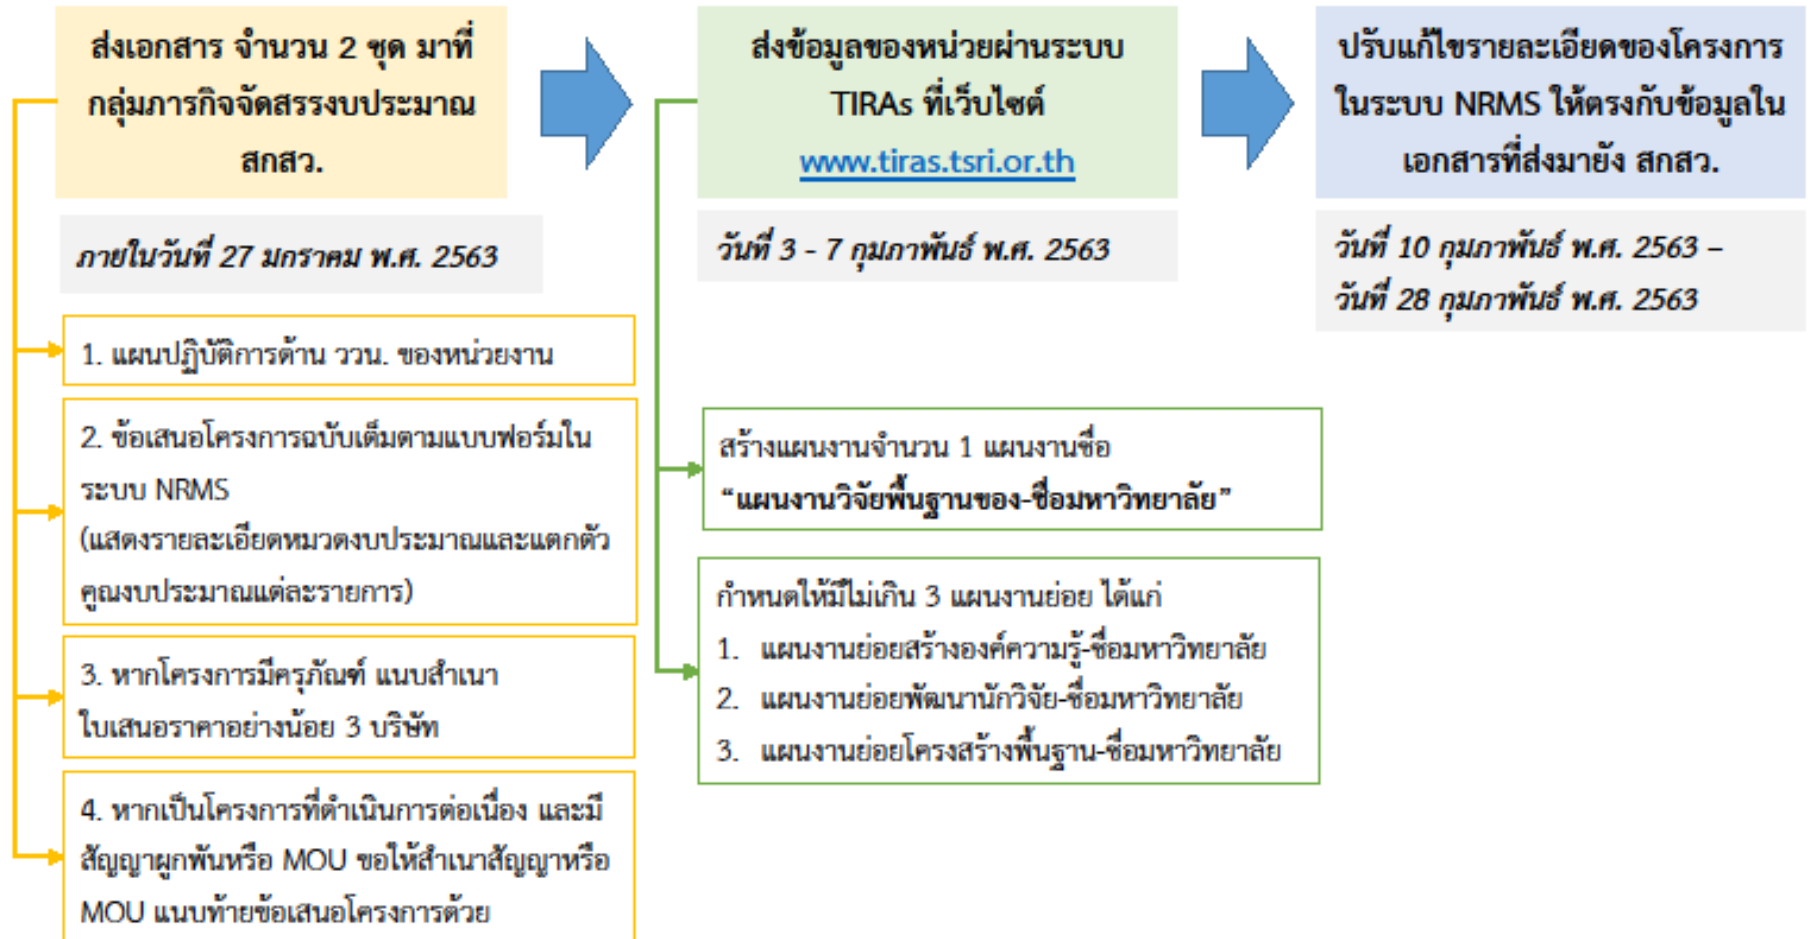 ส่งเอกสาร จำนวน 2 ชุด มาที่
กลุ่มภารกิจจัดสรรงบประมาณ
สกสว.
ภายในวันที่ 27 มกราคม พ.ศ. 2563
1. แผนปฏิบัติการด้าน ววน. ของหน่วยงาน
2. ข้อเสนอโครงการฉบับเต็มตามแบบฟอร์มใน
ระบบ NRMS
(แสดงรายละเอียดหมวดงบประมาณและแตกตัว
คูณงบประมาณแต่ละรายการ)
3. หากโครงการมีครุภัณฑ์ แนบสำเนา
ใบเสนอราคาอย่างน้อย 3 บริษัท
4. หากเป็นโครงการที่ดำเนินการต่อเนื่อง และมี
สัญญาผูกพันหรือ MOU ขอให้สำเนาสัญญาหรือ
MOU แนบท้ายข้อเสนอโครงการด้วย
ส่งข้อมูลของหน่วยผ่านระบบ
TIRAs ที่เว็บไซต์
www.tiras.tsri.or.th
วันที่ 3 - 7 กุมภาพันธ์ พ.ศ. 2563
สร้างแผนงานจำนวน 1 แผนงานชื่อ
“แผนงานวิจัยพื้นฐานของ-ชื่อมหาวิทยาลัย”
กำหนดให้มีไม่เกิน 3 แผนงานย่อย ได้แก่
1. แผนงานย่อยสร้างองค์ความรู้-ชื่อมหาวิทยาลัย
2. แผนงานย่อยพัฒนานักวิจัย-ชื่อมหาวิทยาลัย
3. แผนงานย่อยโครงสร้างพื้นฐาน-ชื่อมหาวิทยาลัย
ปรับแก้ไขรายละเอียดของโครงการ
ในระบบ NRMS ให้ตรงกับข้อมูลใน
เอกสารที่ส่งมายัง สกสว.
วันที่ 10 กุมภาพันธ์ พ.ศ. 2563 –
วันที่ 28 กุมภาพันธ์ พ.ศ. 2563